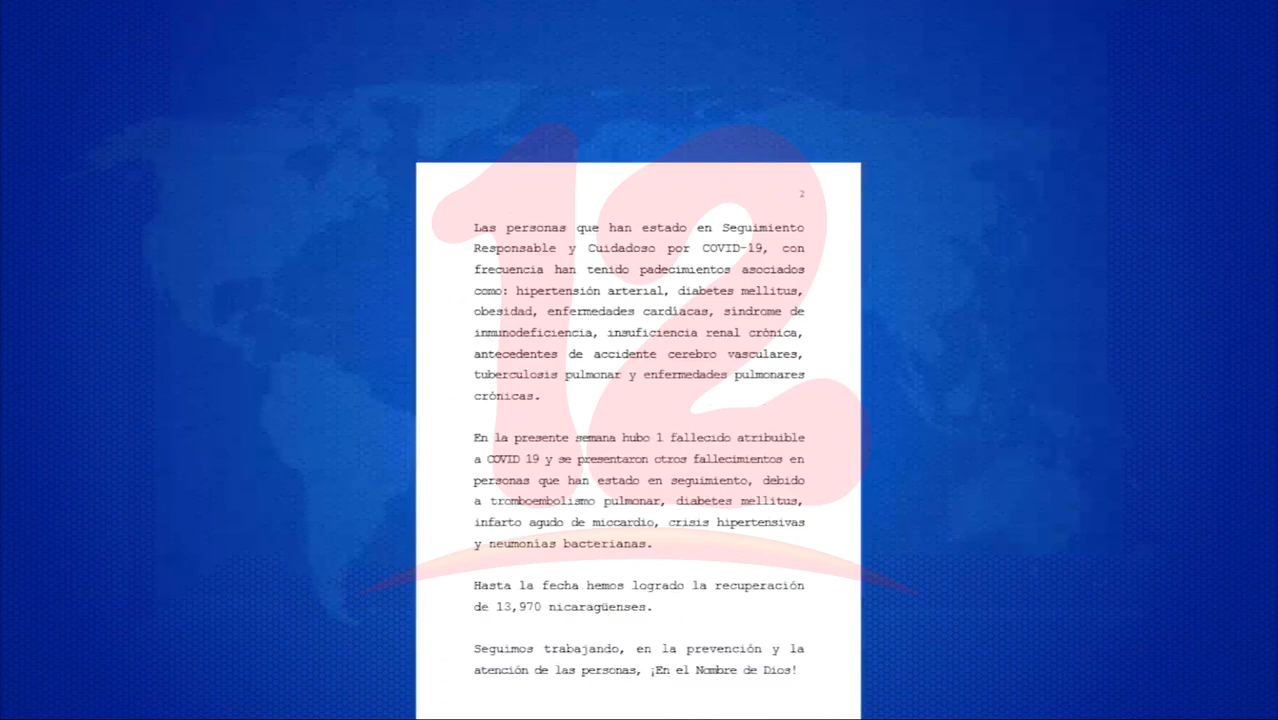 12
2
Las personas que han estado en Seguimiento
Responsable y Cuidadoso por COVID-19, con
frecuencia han tenido padecimientos asociados
como: hipertensión arterial, diabetes mellitus,
obesidad, enfermedades cardíacas, síndrome de
inmunodeficiencia, insuficiencia renal crónica,
antecedentes de accidente cerebro vasculares,
tuberculosis pulmonar y enfermedades pulmonares
crónicas.
En la presente semana hubo 1 fallecido atribuible
a COVID 19 y se presentaron otros fallecimientos en
personas que han estado en seguimiento, debido
a tromboembolismo pulmonar, diabetes mellitus,
infarto agudo de miocardio, crisis hipertensivas
y neumonías bacterianas.
Hasta la fecha hemos logrado la recuperación
de 13,970 nicaragüenses.
Seguimos trabajando, en la prevención y la
atención de las personas, ¡En el Nombre de Dios!